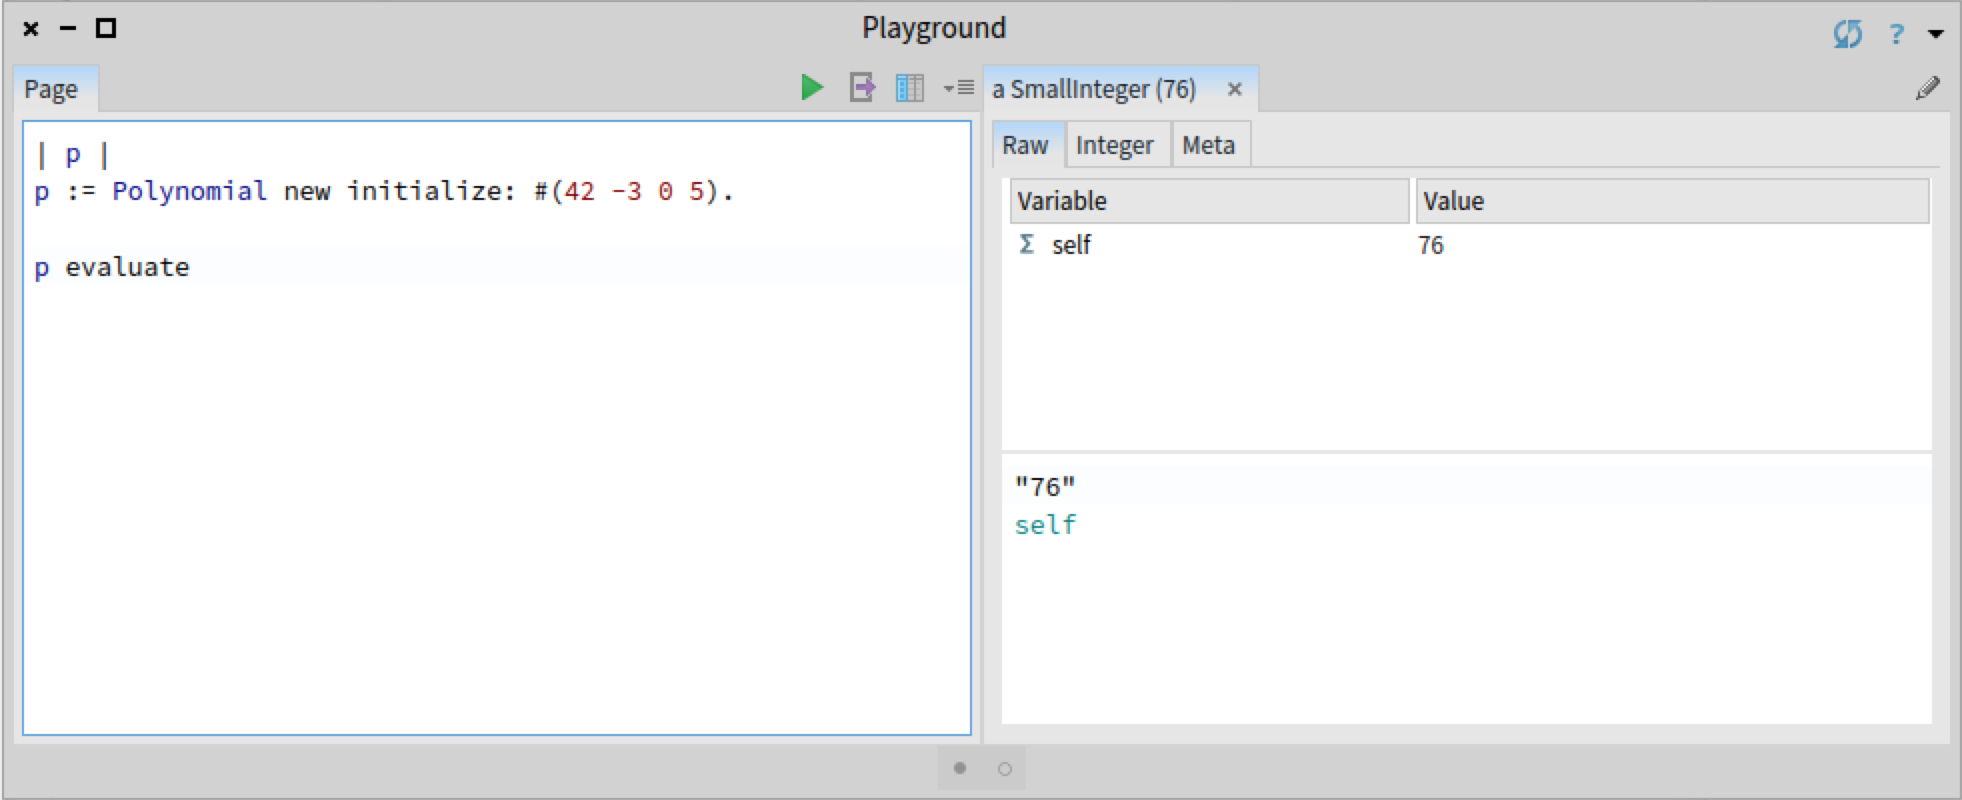 Playground
?
Page
a SmallInteger (76)
| p |
p := Polynomial new initialize: #(42 -3 0 5).
p evaluate
Raw Integer Meta
Variable Value
Σ self 76
"76"
self